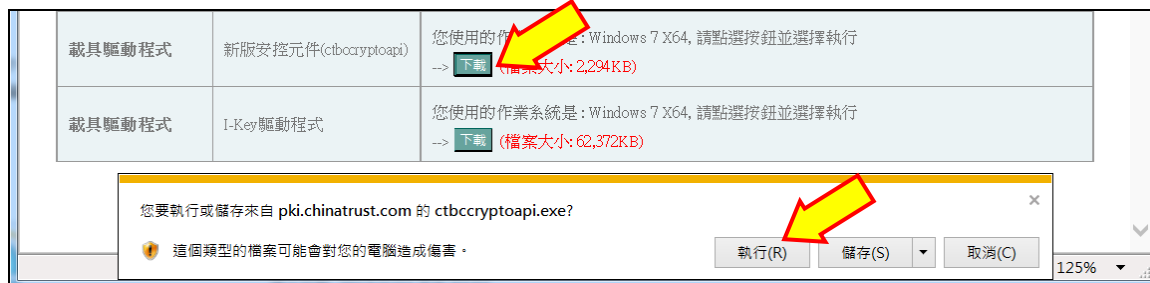 載具驅動程式
新版安控元件(ctbccryptoapi)
您使用的作業系統是 : Windows 7 X64, 請點選按鈕並選擇執行
--> 下載 (檔案大小: 2,294KB)
載具驅動程式
I-Key驅動程式
您使用的作業系統是 : Windows 7 X64, 請點選按鈕並選擇執行
--> 下載 (檔案大小: 62,372KB)
您要執行或儲存來自 pki.chinatrust.com 的 ctbccryptoapi.exe?
這個類型的檔案可能會對您的電腦造成傷害。
執行(R) 儲存(S) 取消(C)
125%